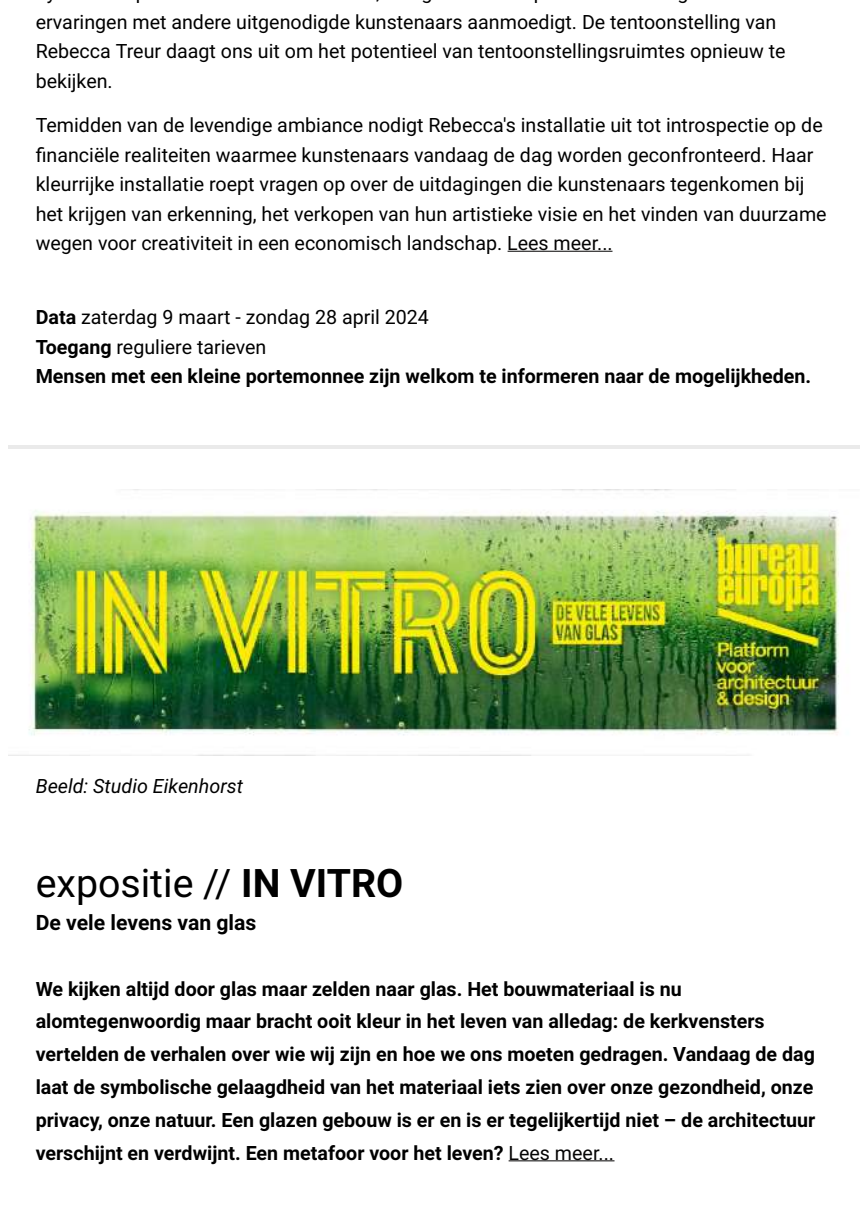 ervaringen met andere uitgenodigde kunstenaars aanmoedigt. De tentoonstelling van
Rebecca Treur daagt ons uit om het potentieel van tentoonstellingsruimtes opnieuw te
bekijken.
Temidden van de levendige ambiance nodigt Rebecca's installatie uit tot introspectie op de
financiële realiteiten waarmee kunstenaars vandaag de dag worden geconfronteerd. Haar
kleurrijke installatie roept vragen op over de uitdagingen die kunstenaars tegenkomen bij
het krijgen van erkenning, het verkopen van hun artistieke visie en het vinden van duurzame
wegen voor creativiteit in een economisch landschap. Lees meer...
Data zaterdag 9 maart - zondag 28 april 2024
Toegang reguliere tarieven
Mensen met een kleine portemonnee zijn welkom te informeren naar de mogelijkheden.
IN VITRO
DE VELE LEVENS
VAN GLAS
bureau
europa
Platform
voor
architectuur
& design
Beeld: Studio Eikenhorst
expositie // IN VITRO
De vele levens van glas
We kijken altijd door glas maar zelden naar glas. Het bouwmateriaal is nu
alomtegenwoordig maar bracht ooit kleur in het leven van alledag: de kerkvensters
vertelden de verhalen over wie wij zijn en hoe we ons moeten gedragen. Vandaag de dag
laat de symbolische gelaagdheid van het materiaal iets zien over onze gezondheid, onze
privacy, onze natuur. Een glazen gebouw is er en is er tegelijkertijd niet – de architectuur
verschijnt en verdwijnt. Een metafoor voor het leven? Lees meer...